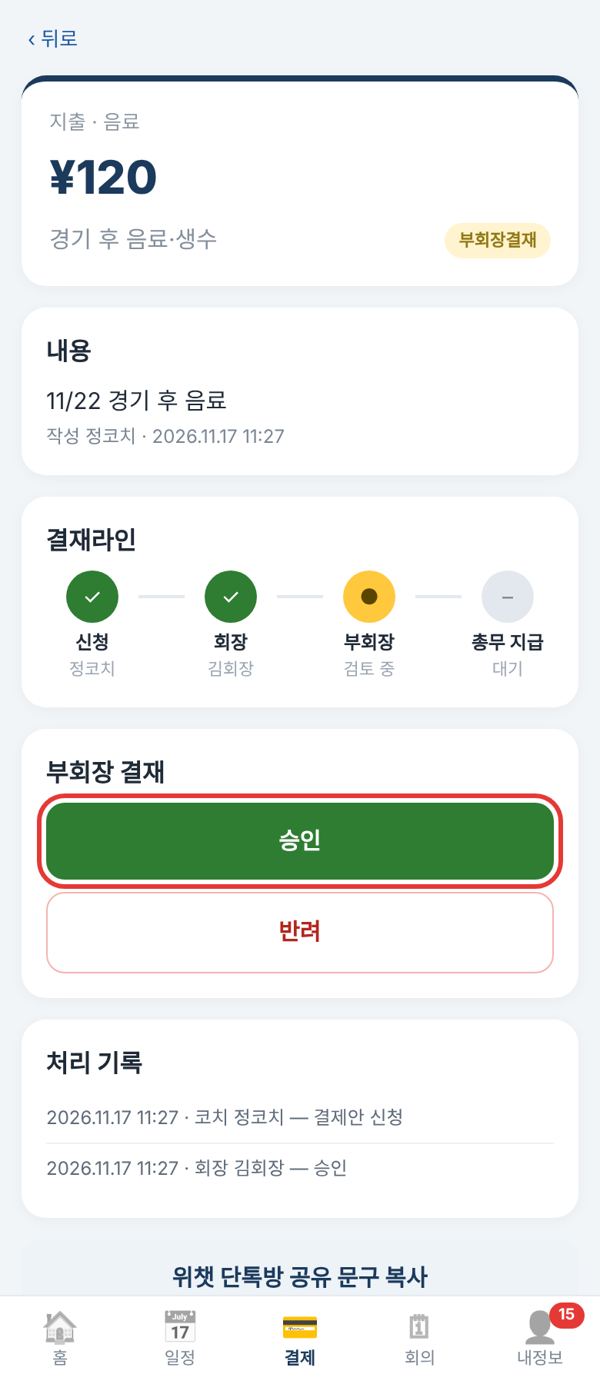 ‹ 뒤로
지출 · 음료
¥120
경기 후 음료·생수
부회장결재
내용
11/22 경기 후 음료
작성 정코치 · 2026.11.17 11:27
결재라인
신청 회장 부회장 총무 지급
정코치 김회장 검토 중 대기
부회장 결재
승인
반려
처리 기록
2026.11.17 11:27 · 코치 정코치 — 결제안 신청
2026.11.17 11:27 · 회장 김회장 — 승인
위챗 단톡방 공유 문구 복사
July
17
15
홈 일정 결제 회의 내정보